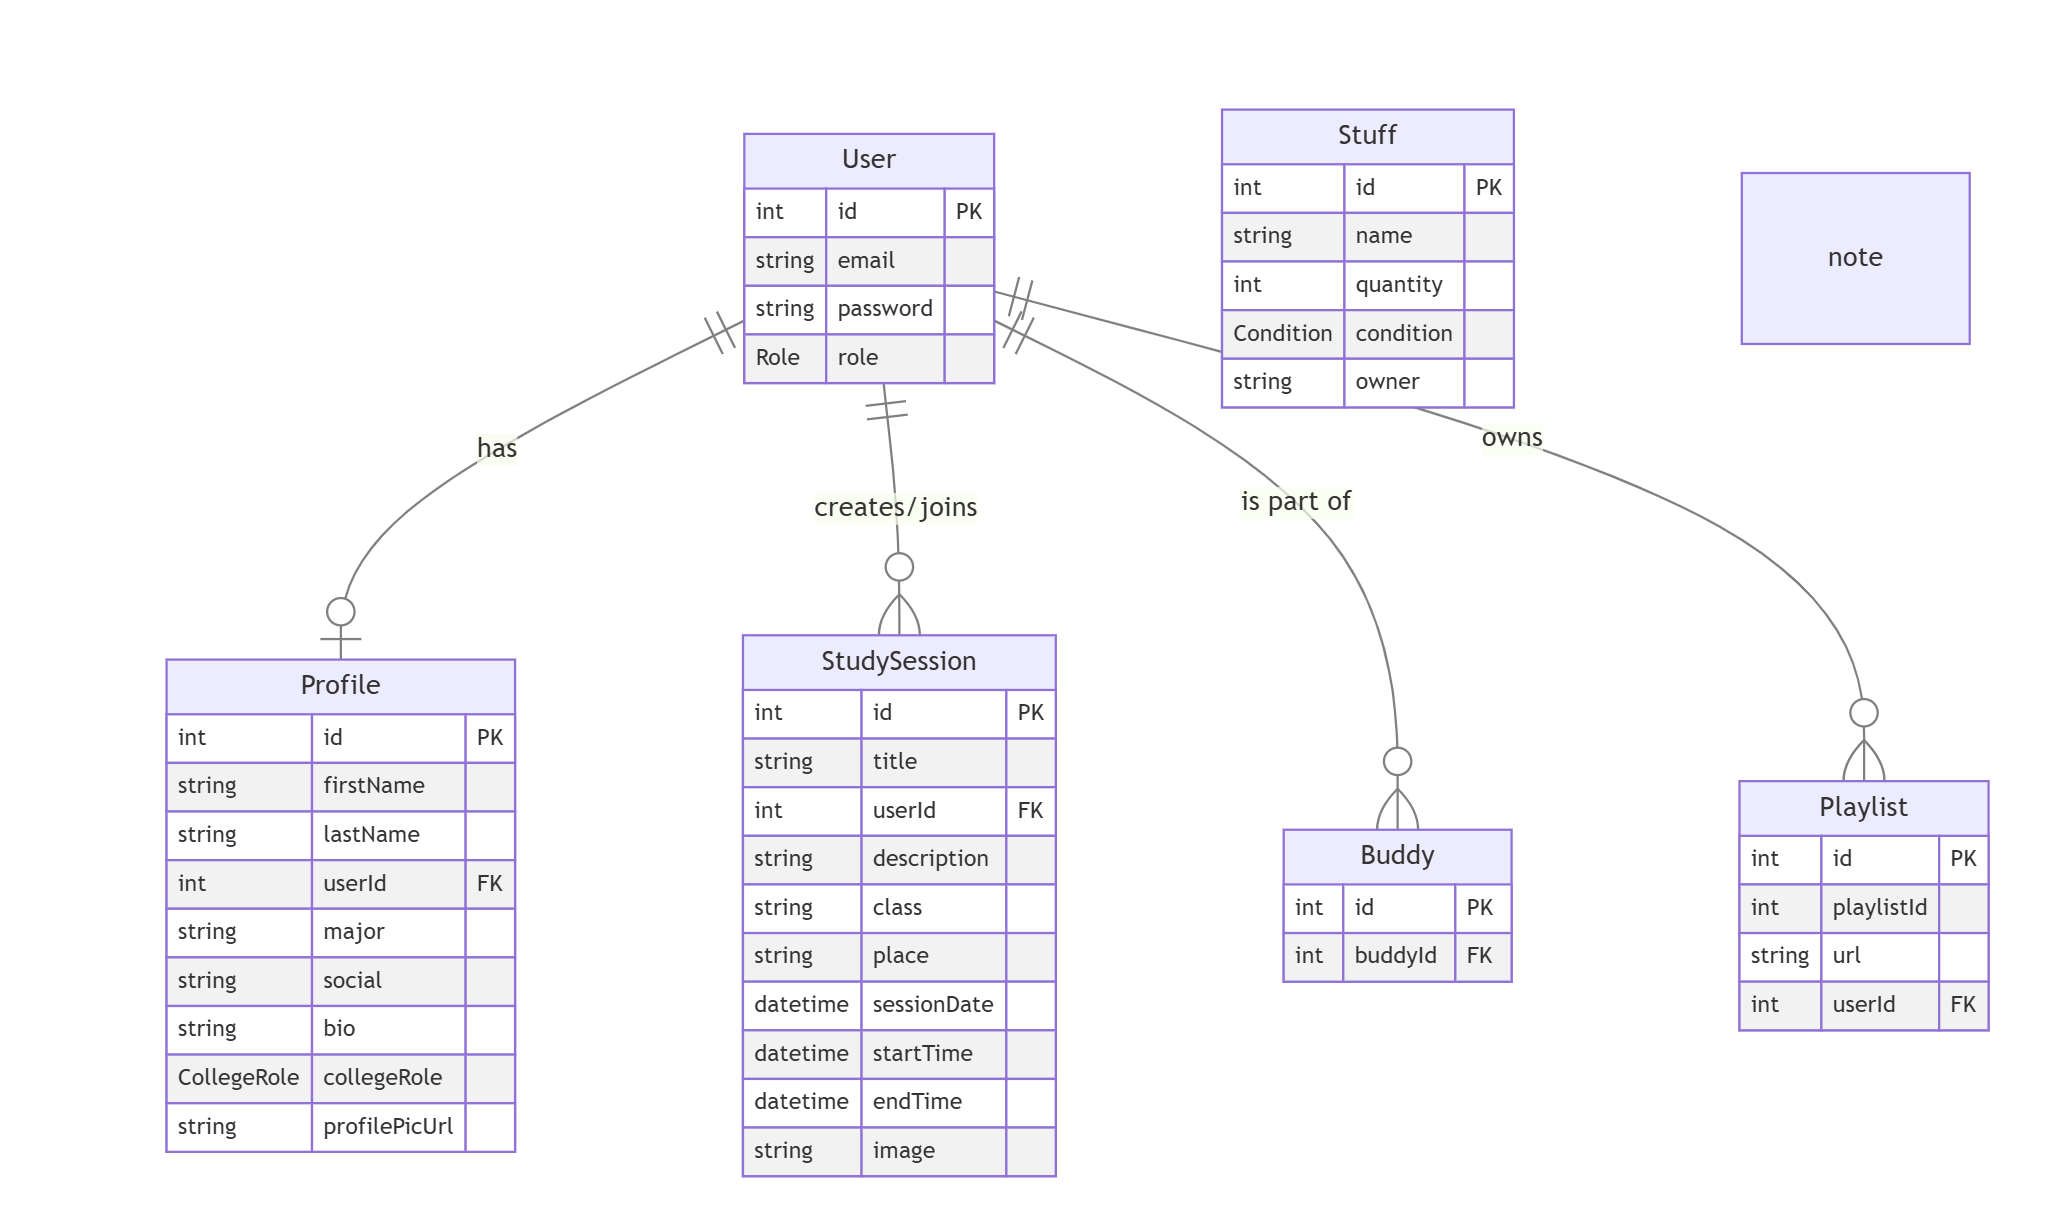 User
int id PK
string email
string password
Role role
Stuff
int id PK
string name
int quantity
Condition condition
string owner
note
has
creates/joins
is part of
owns
Profile
int id PK
string firstName
string lastName
int userId FK
string major
string social
string bio
CollegeRole collegeRole
string profilePicUrl
StudySession
int id PK
string title
int userId FK
string description
string class
string place
datetime sessionDate
datetime startTime
datetime endTime
string image
Buddy
int id PK
int buddyId FK
Playlist
int id PK
int playlistId
string url
int userId FK